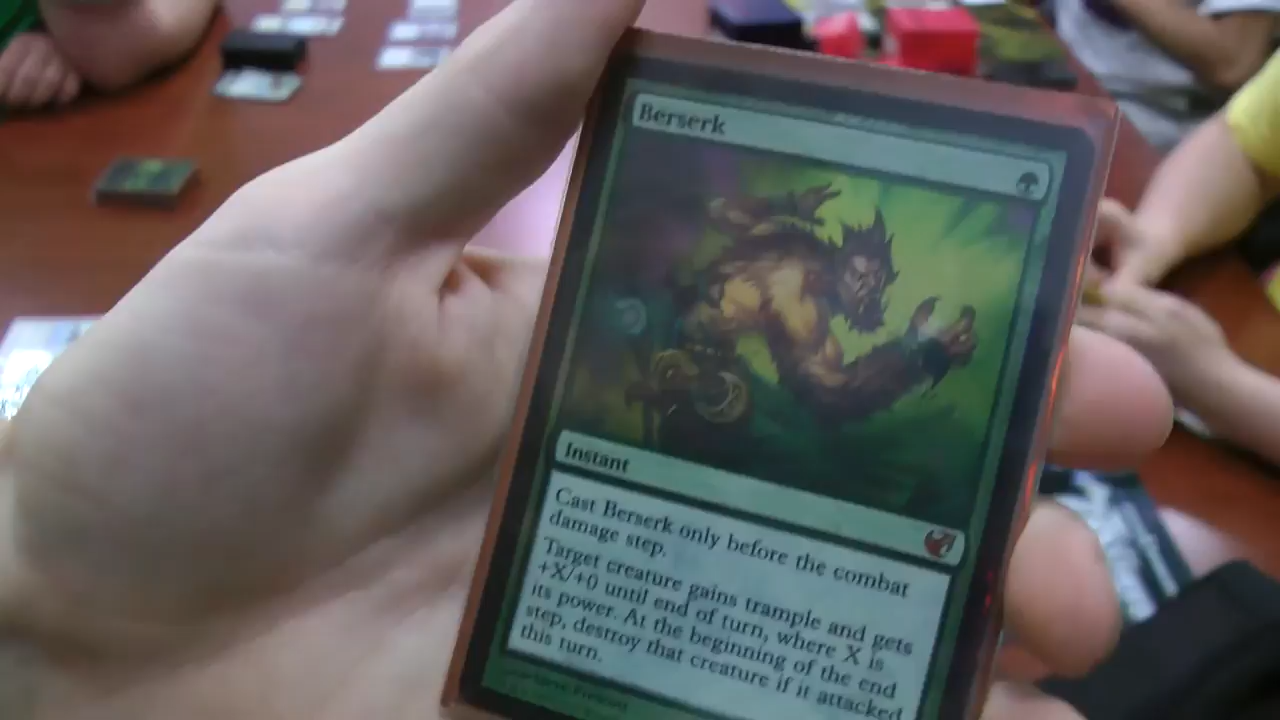 Berserk
Instant
Cast Berserk only before the combat
damage step.
Target creature gains trample and gets
+X/+0 until end of turn, where X is
its power. At the beginning of the end
step, destroy that creature if it attacked
this turn.